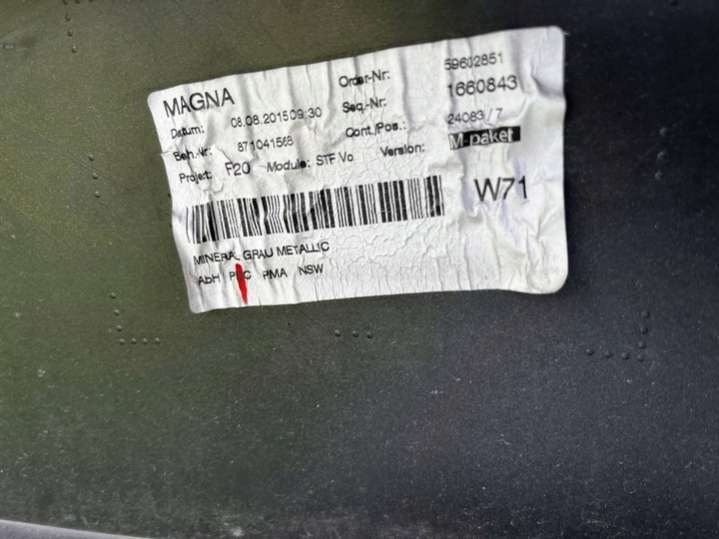 MAGNA Order-Nr: 59602851
Datum: 08.08.2015 09:30 Seq.-Nr: 1660843
Beh.-Nr: 871041568 Cont./Pos.: 24083 / 7
Projekt: F20 Module: STF Vo Version: M-paket
W71
MINERAL GRAU METALLIC
AbH PDC PMA NSW